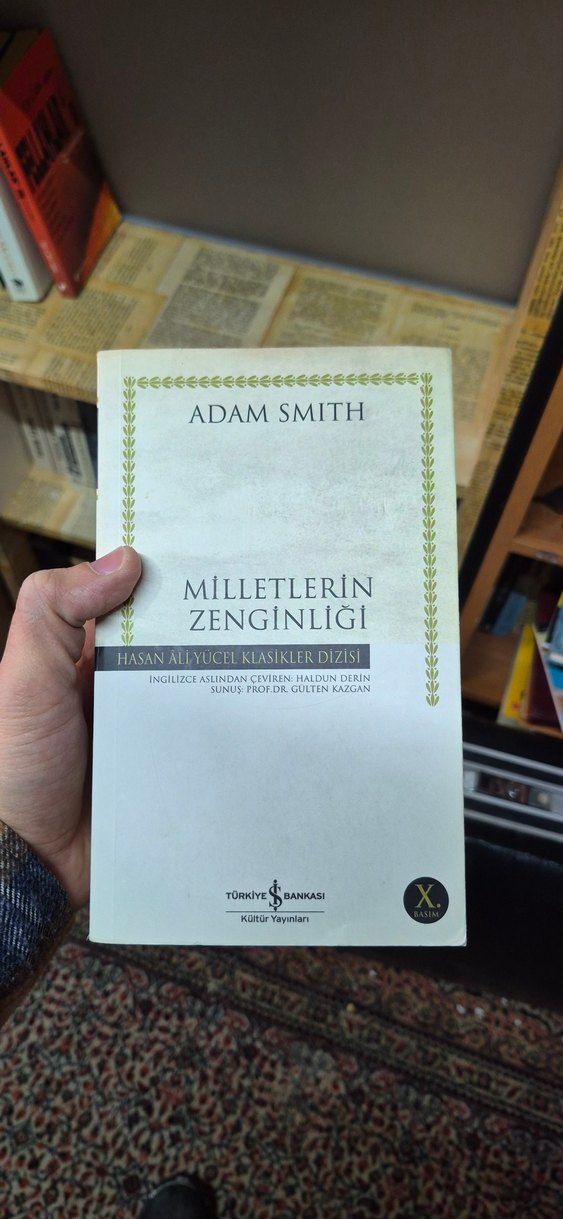 ADAM SMITH
MİLLETLERİN
ZENGİNLİĞİ
HASAN ÂLİ YÜCEL KLASİKLER DİZİSİ
İNGİLİZCE ASLINDAN ÇEVİREN: HALDUN DERİN
SUNUŞ: PROF.DR. GÜLTEN KAZGAN
TÜRKİYE İŞ BANKASI
Kültür Yayınları
X.
BASIM